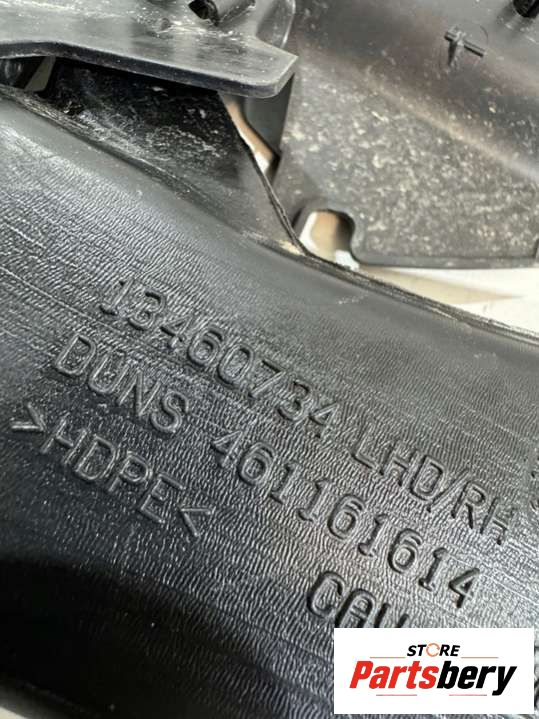 13460734 LHD/RH
DUNS 461161614
>HDPE<
STORE
Partsbery